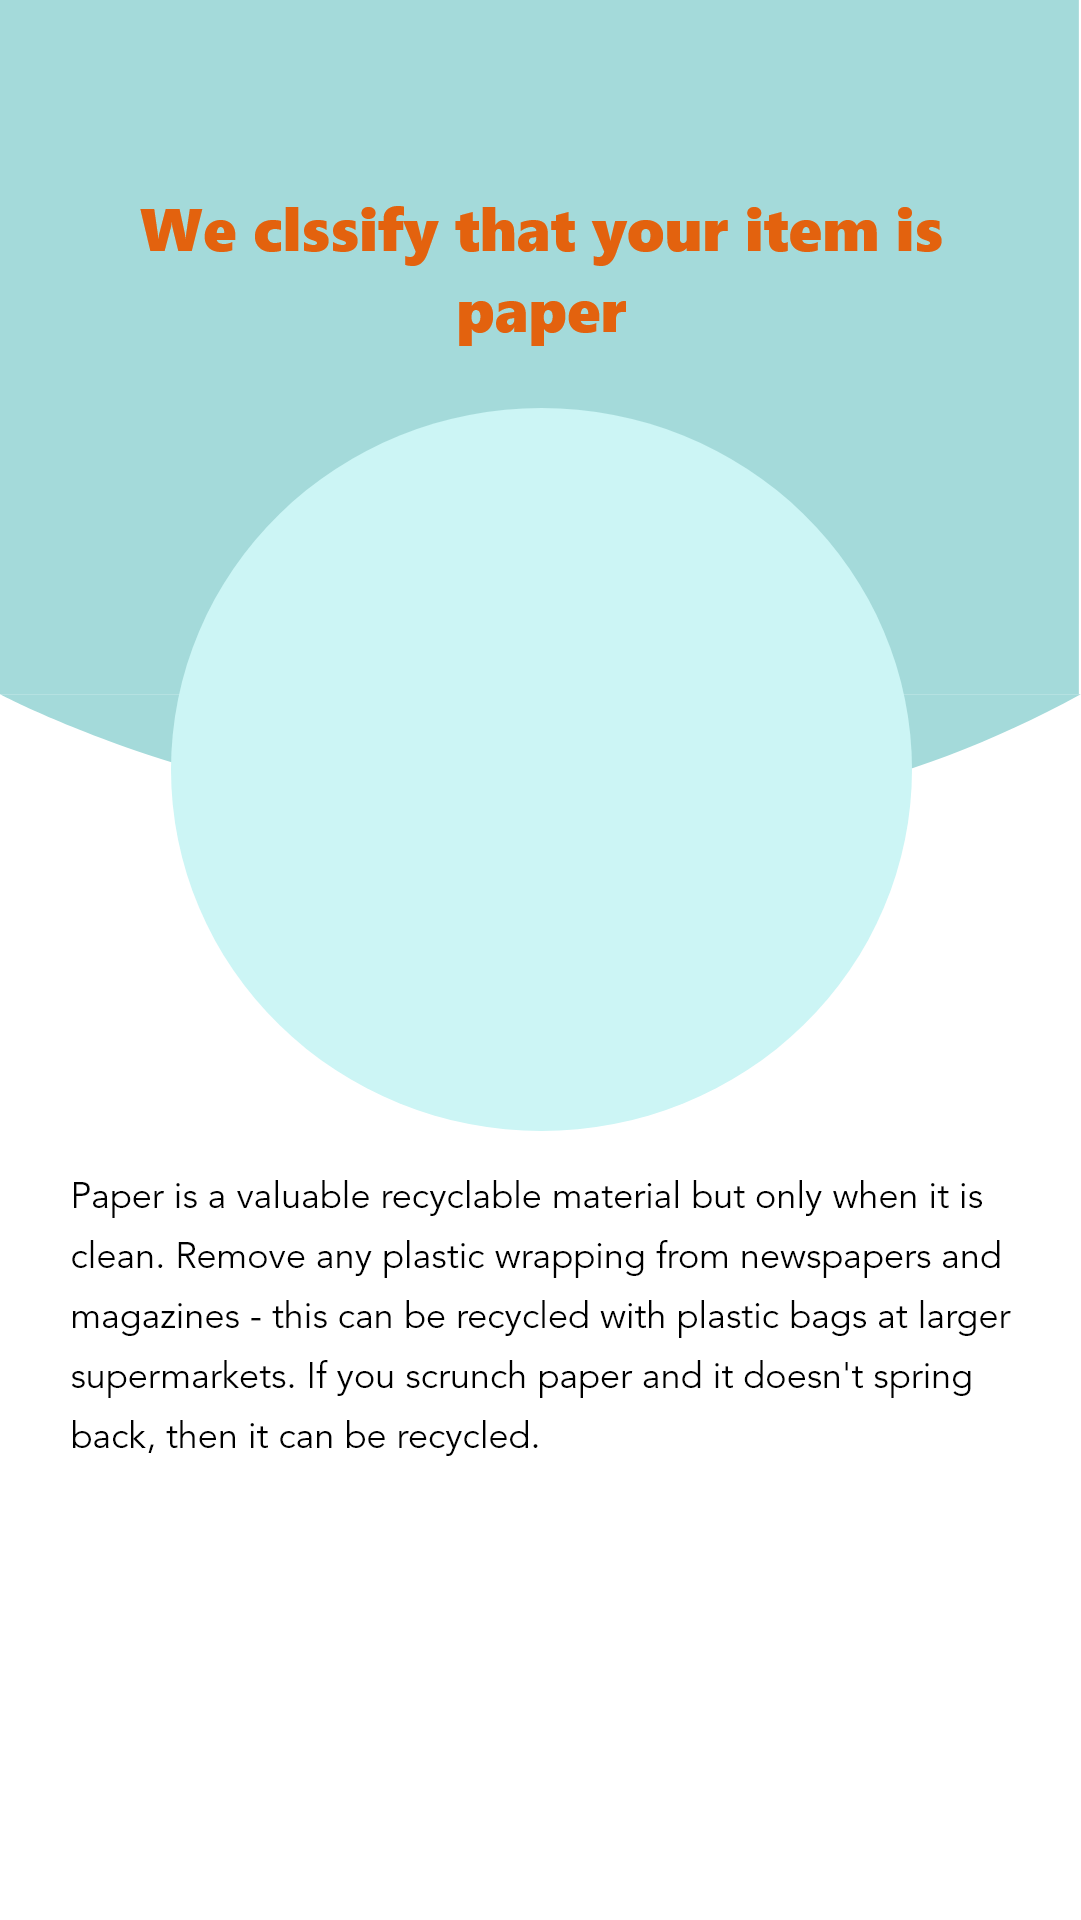 We clssify that your item is
paper
Paper is a valuable recyclable material but only when it is
clean. Remove any plastic wrapping from newspapers and
magazines - this can be recycled with plastic bags at larger
supermarkets. If you scrunch paper and it doesn't spring
back, then it can be recycled.